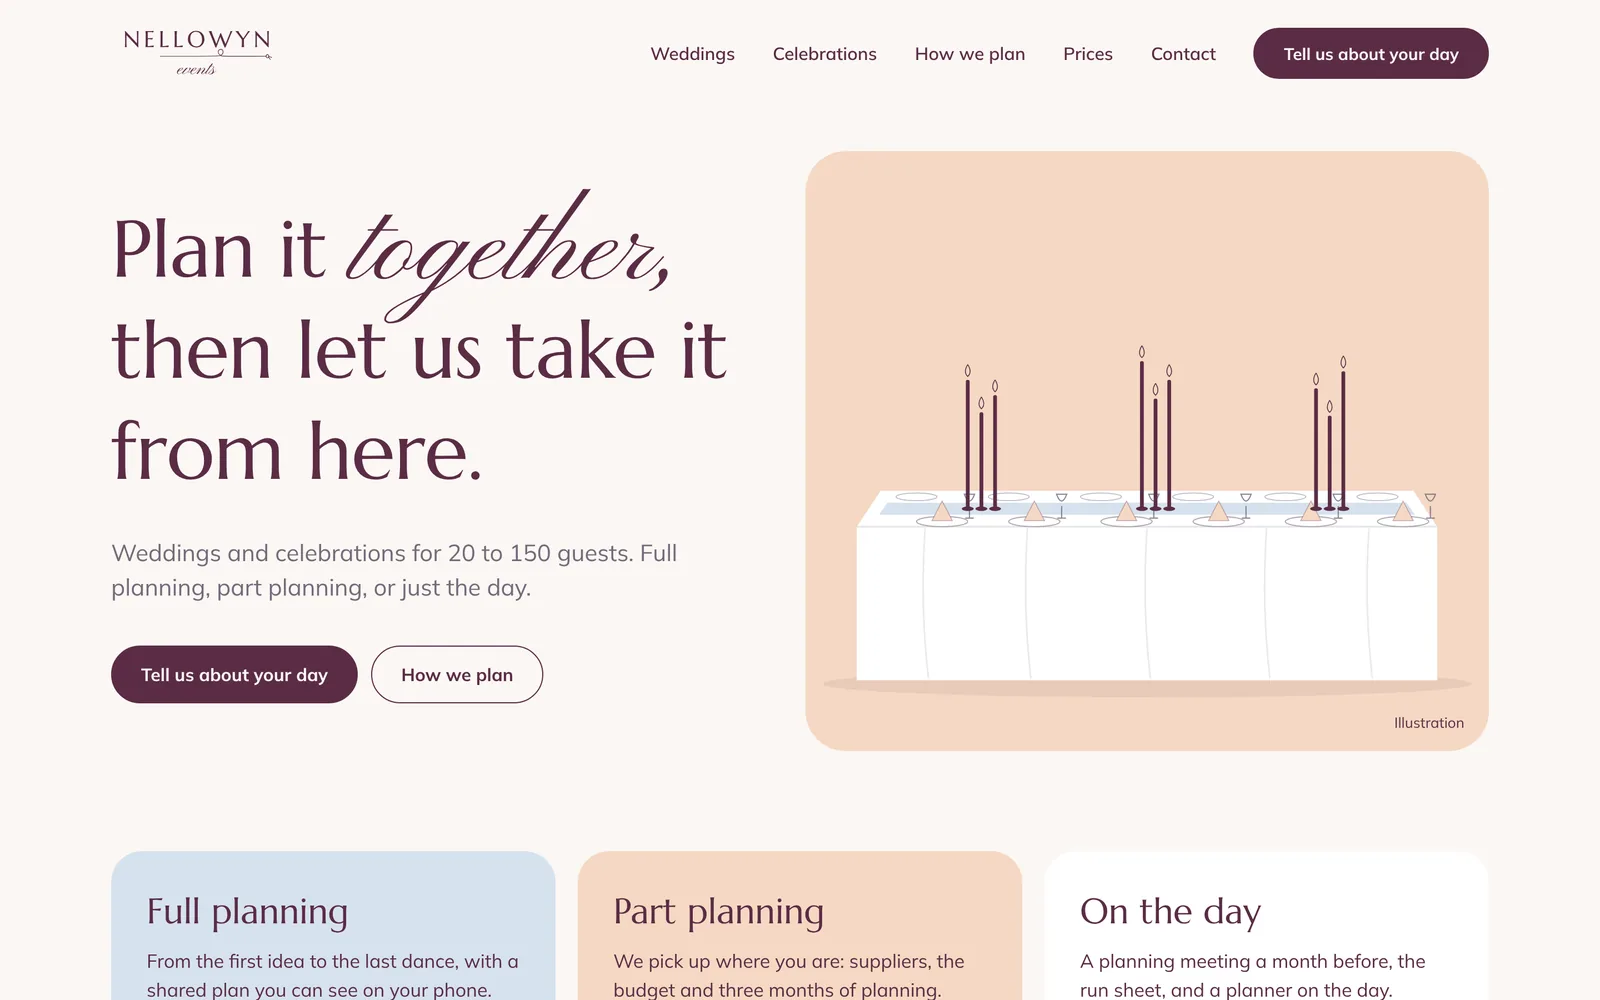 NELLOWYN
events
Weddings
Celebrations
How we plan
Prices
Contact
Tell us about your day
Plan it together,
then let us take it
from here.
Weddings and celebrations for 20 to 150 guests. Full
planning, part planning, or just the day.
Tell us about your day
How we plan
Illustration
Full planning
From the first idea to the last dance, with a
shared plan you can see on your phone.
Part planning
We pick up where you are: suppliers, the
budget and three months of planning.
On the day
A planning meeting a month before, the
run sheet, and a planner on the day.